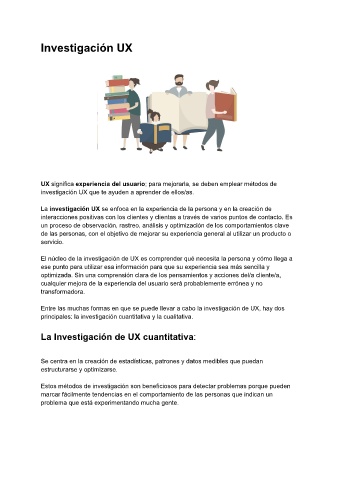 Investigación UX
UX significa experiencia del usuario; para mejorarla, se deben emplear métodos de
investigación UX que te ayuden a aprender de ellos/as.
La investigación UX se enfoca en la experiencia de la persona y en la creación de
interacciones positivas con los clientes y clientas a través de varios puntos de contacto. Es
un proceso de observación, rastreo, análisis y optimización de los comportamientos clave
de las personas, con el objetivo de mejorar su experiencia general al utilizar un producto o
servicio.
El núcleo de la investigación de UX es comprender qué necesita la persona y cómo llega a
ese punto para utilizar esa información para que su experiencia sea más sencilla y
optimizada. Sin una comprensión clara de los pensamientos y acciones del/a cliente/a,
cualquier mejora de la experiencia del usuario será probablemente errónea y no
transformadora.
Entre las muchas formas en que se puede llevar a cabo la investigación de UX, hay dos
principales: la investigación cuantitativa y la cualitativa.
La Investigación de UX cuantitativa:
Se centra en la creación de estadísticas, patrones y datos medibles que puedan
estructurarse y optimizarse.
Estos métodos de investigación son beneficiosos para detectar problemas porque pueden
marcar fácilmente tendencias en el comportamiento de las personas que indican un
problema que está experimentando mucha gente.